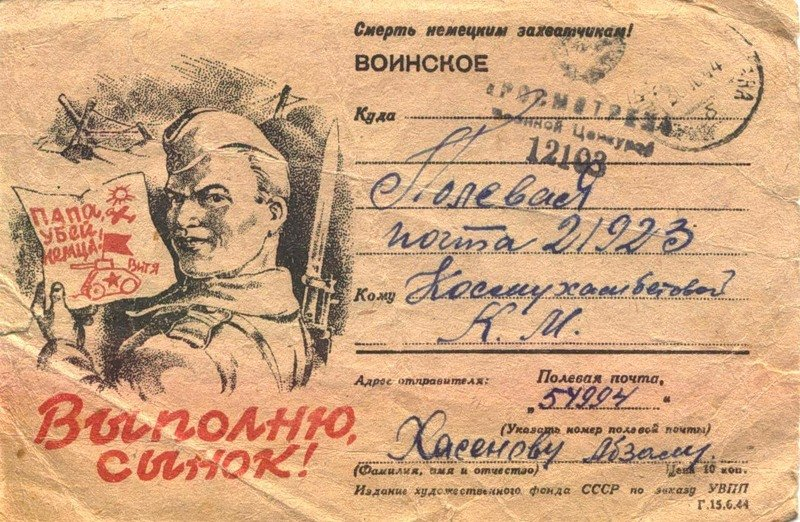 Смерть немецким захватчикам!
ВОИНСКОЕ
Куда
ПРОСМОТРЕНО
Военной Цензурой
12103
Полевая
почта 21923
Кому Космухамбетовой
К. М.
ПАПА,
УБЕЙ
НЕМЦА!
ВИТЯ
ВЫПОЛНЮ,
СЫНОК!
Адрес отправителя: Полевая почта,
„54994“
(Указать номер полевой почты)
Хасенову Абзалу
(Фамилия, имя и отчество) Цена 10 коп.
Издание художественного фонда СССР по заказу УВПП
Г.15.6.44